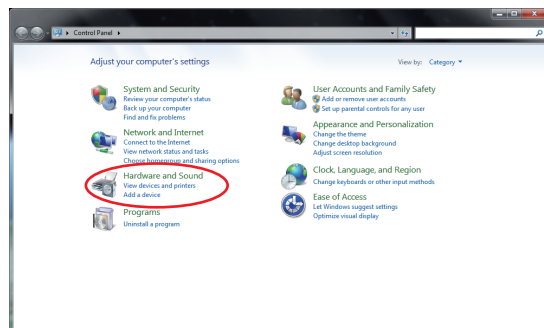 Control Panel
Adjust your computer's settings
View by: Category
System and Security
Review your computer's status
Back up your computer
Find and fix problems
Network and Internet
Connect to the Internet
View network status and tasks
Choose homegroup and sharing options
Hardware and Sound
View devices and printers
Add a device
Programs
Uninstall a program
User Accounts and Family Safety
Add or remove user accounts
Set up parental controls for any user
Appearance and Personalization
Change the theme
Change desktop background
Adjust screen resolution
Clock, Language, and Region
Change keyboards or other input methods
Ease of Access
Let Windows suggest settings
Optimize visual display